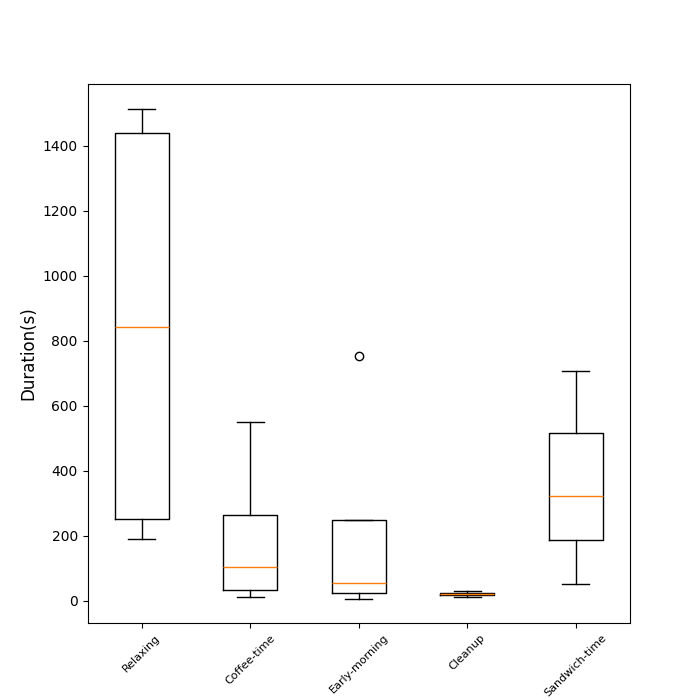 1400
1200
1000
800
600
400
200
0
Duration(s)
Relaxing
Coffee-time
Early-morning
Cleanup
Sandwich-time